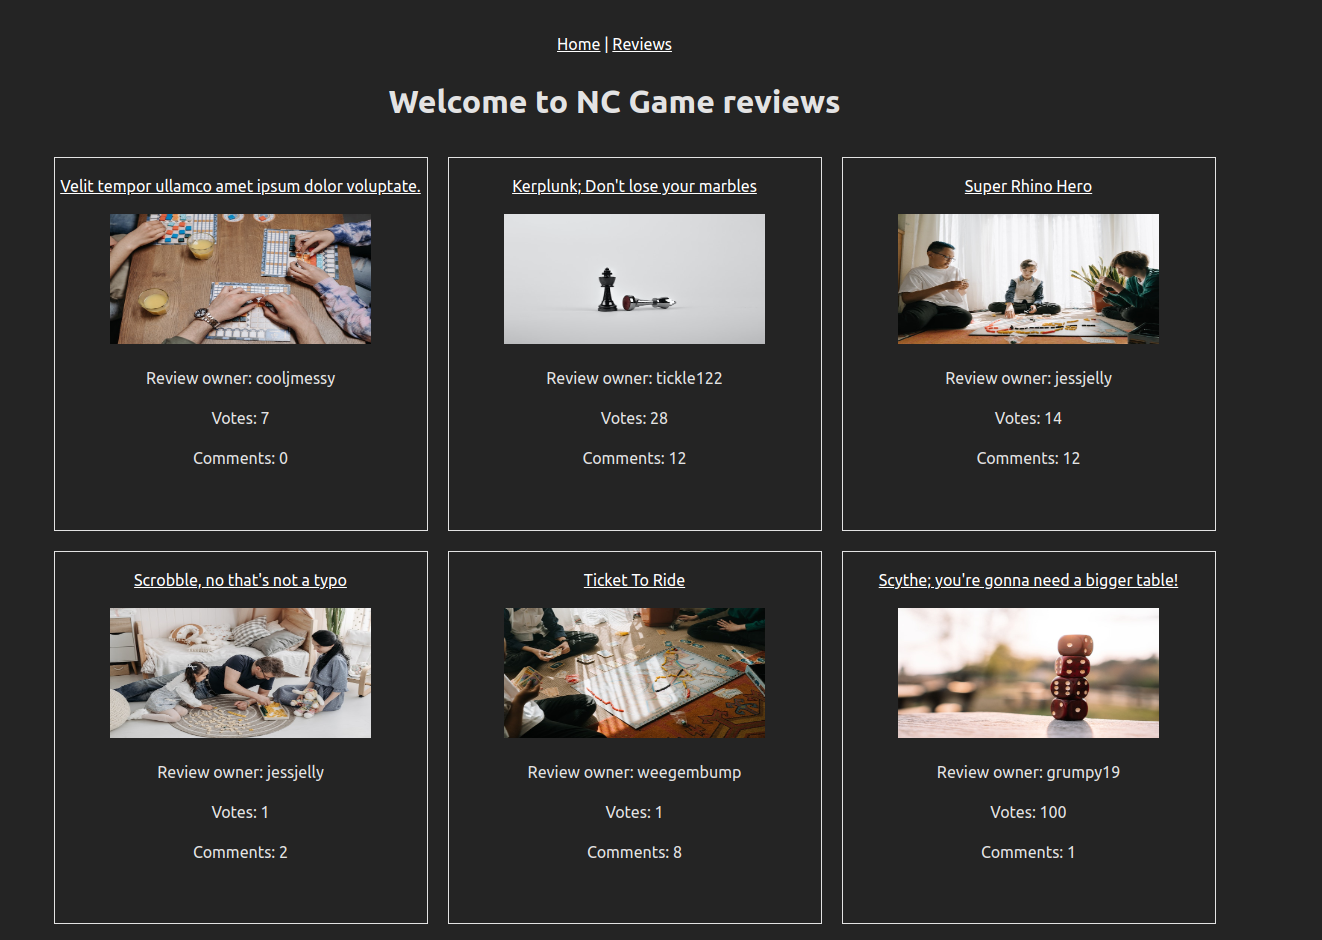 Home | Reviews
Welcome to NC Game reviews
Velit tempor ullamco amet ipsum dolor voluptate.
Review owner: cooljmessy
Votes: 7
Comments: 0
Kerplunk; Don't lose your marbles
Review owner: tickle122
Votes: 28
Comments: 12
Super Rhino Hero
Review owner: jessjelly
Votes: 14
Comments: 12
Scrobble, no that's not a typo
Review owner: jessjelly
Votes: 1
Comments: 2
Ticket To Ride
Review owner: weegembump
Votes: 1
Comments: 8
Scythe; you're gonna need a bigger table!
Review owner: grumpy19
Votes: 100
Comments: 1